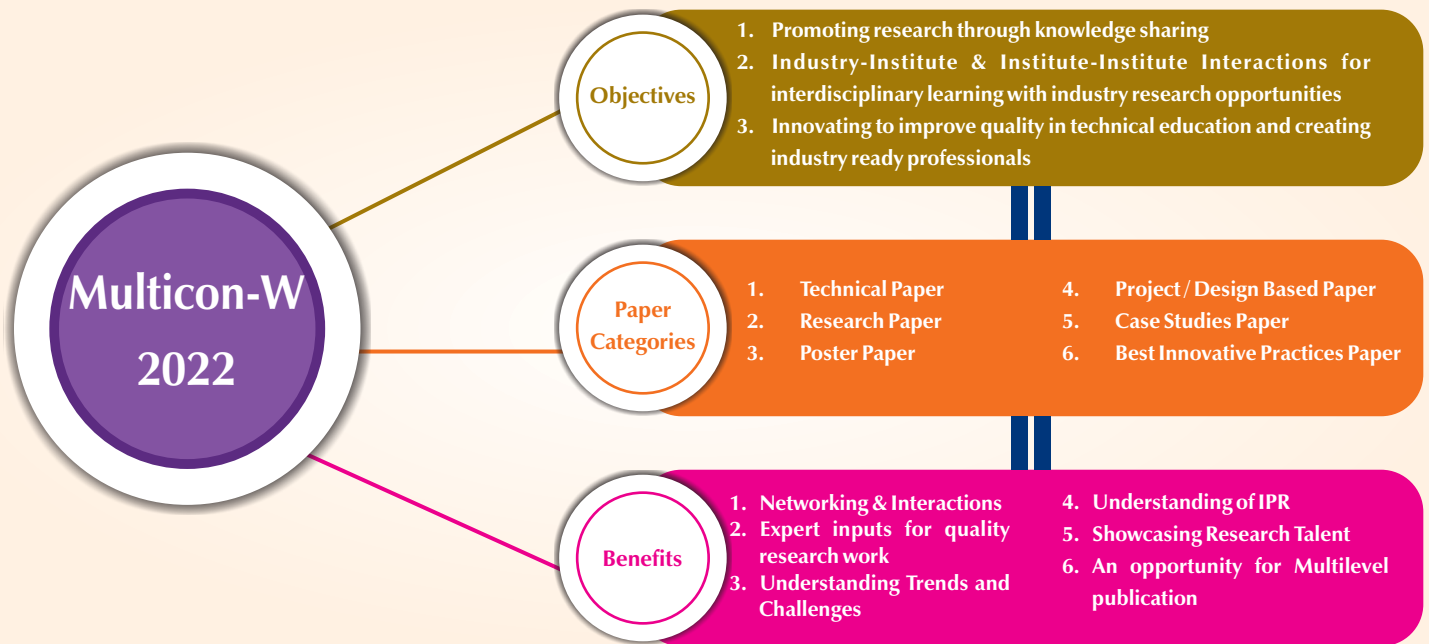 Multicon-W
2022
Objectives
1. Promoting research through knowledge sharing
2. Industry-Institute & Institute-Institute Interactions for
interdisciplinary learning with industry research opportunities
3. Innovating to improve quality in technical education and creating
industry ready professionals
Paper
Categories
1. Technical Paper
2. Research Paper
3. Poster Paper
4. Project / Design Based Paper
5. Case Studies Paper
6. Best Innovative Practices Paper
Benefits
1. Networking & Interactions
2. Expert inputs for quality
research work
3. Understanding Trends and
Challenges
4. Understanding of IPR
5. Showcasing Research Talent
6. An opportunity for Multilevel
publication